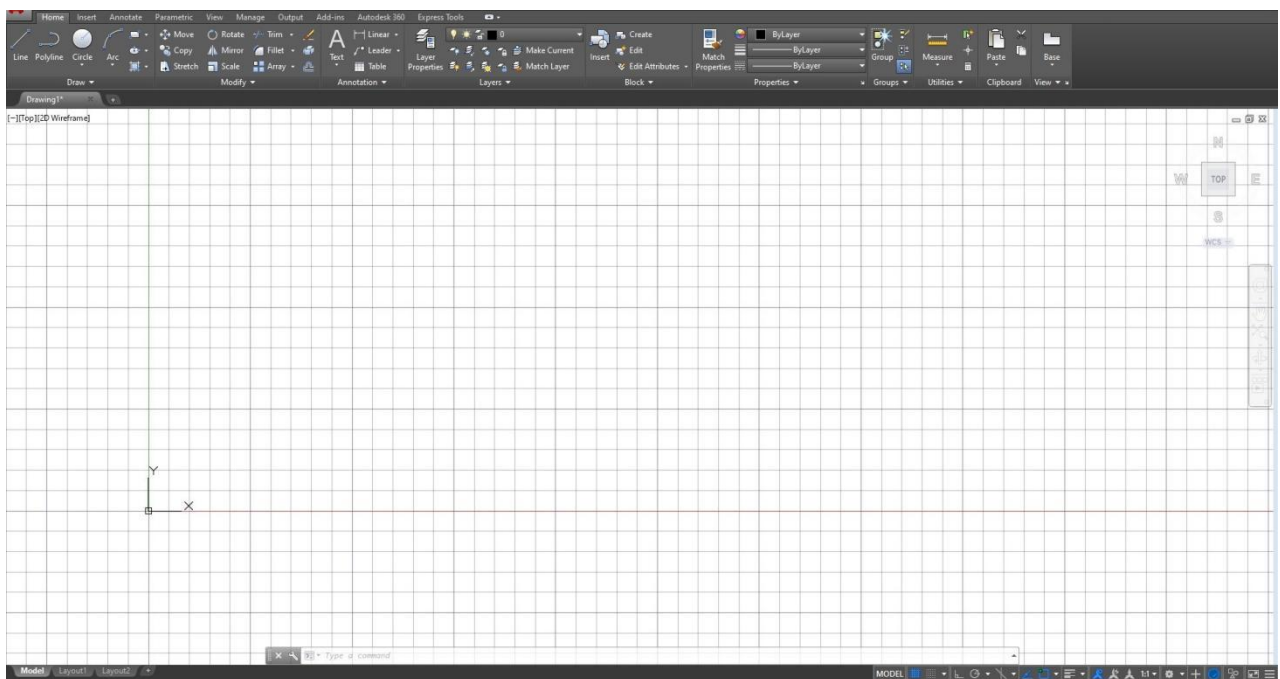 Home Insert Annotate Parametric View Manage Output Add-ins Autodesk 360 Express Tools
Move Rotate Trim Linear 0 Create ByLayer
Line Polyline Circle Arc Copy Mirror Fillet Text Leader Layer Properties Make Current Insert Edit Match Properties ByLayer Group Measure Paste Base
Stretch Scale Array Table Match Layer Edit Attributes ByLayer
Draw Modify Annotation Layers Block Properties Groups Utilities Clipboard View
Drawing1*
[−][Top][2D Wireframe]
N
W TOP E
S
WCS
Y
X
Type a command
Model Layout1 Layout2 + MODEL 1:1